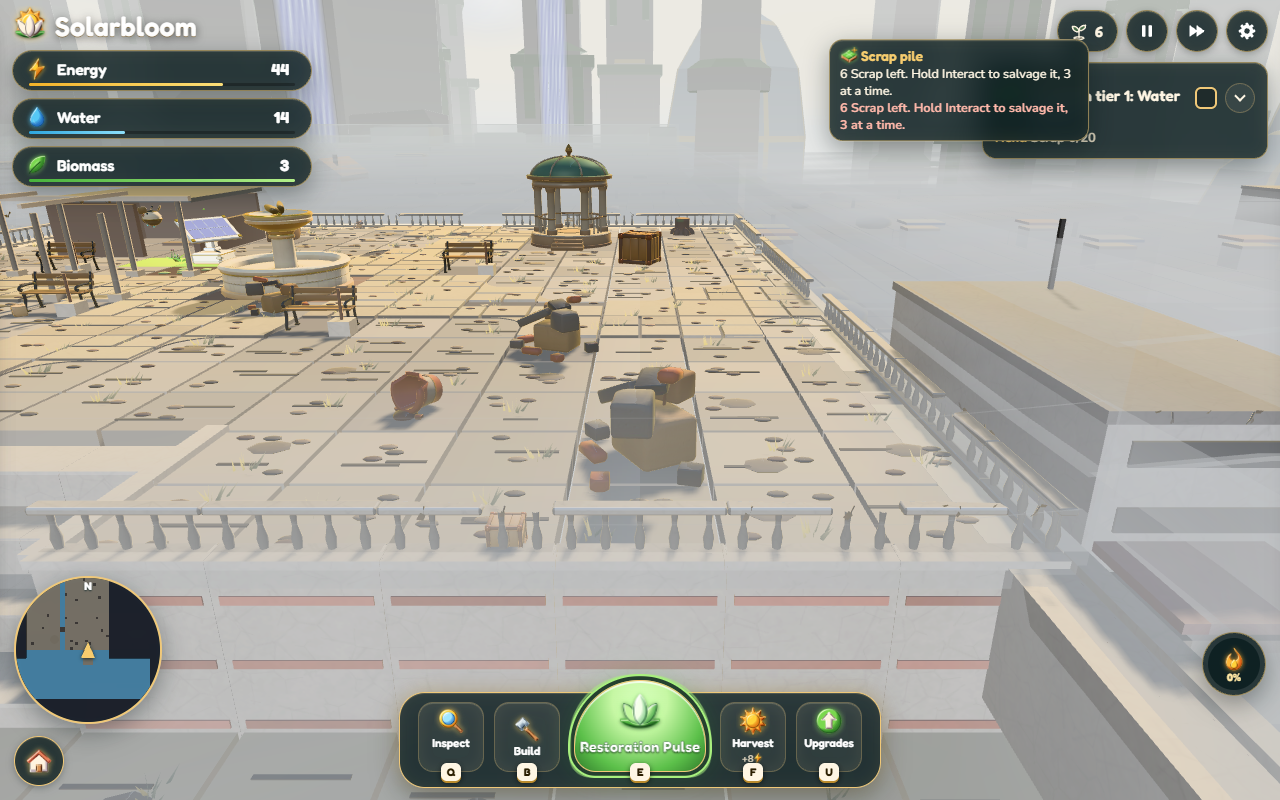 Solarbloom
6
Energy
44
Water
14
Biomass
3
Scrap pile
6 Scrap left. Hold Interact to salvage it, 3
at a time.
6 Scrap left. Hold Interact to salvage it,
3 at a time.
tier 1: Water
N
0%
Inspect
Build
Restoration Pulse
Harvest
+8
Upgrades
Q
B
E
F
U